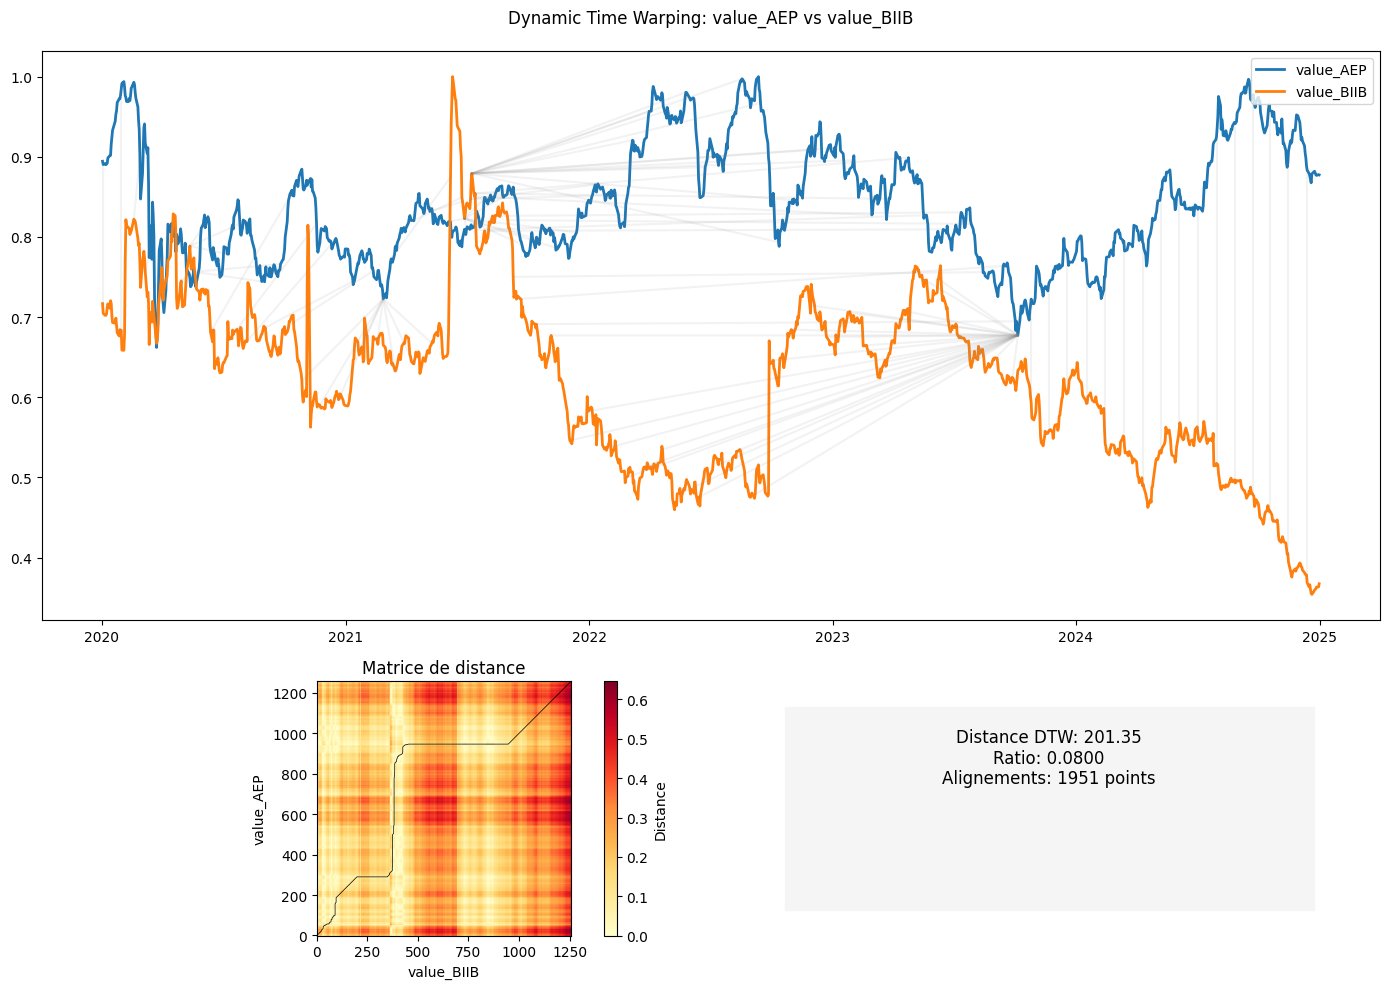 Dynamic Time Warping: value_AEP vs value_BIIB
value_AEP
value_BIIB
1.0
0.9
0.8
0.7
0.6
0.5
0.4
2020 2021 2022 2023 2024 2025
Matrice de distance
value_AEP
1200
1000
800
600
400
200
0
0 250 500 750 1000 1250
value_BIIB
0.6
0.5
0.4
0.3
0.2
0.1
0.0
Distance
Distance DTW: 201.35
Ratio: 0.0800
Alignements: 1951 points